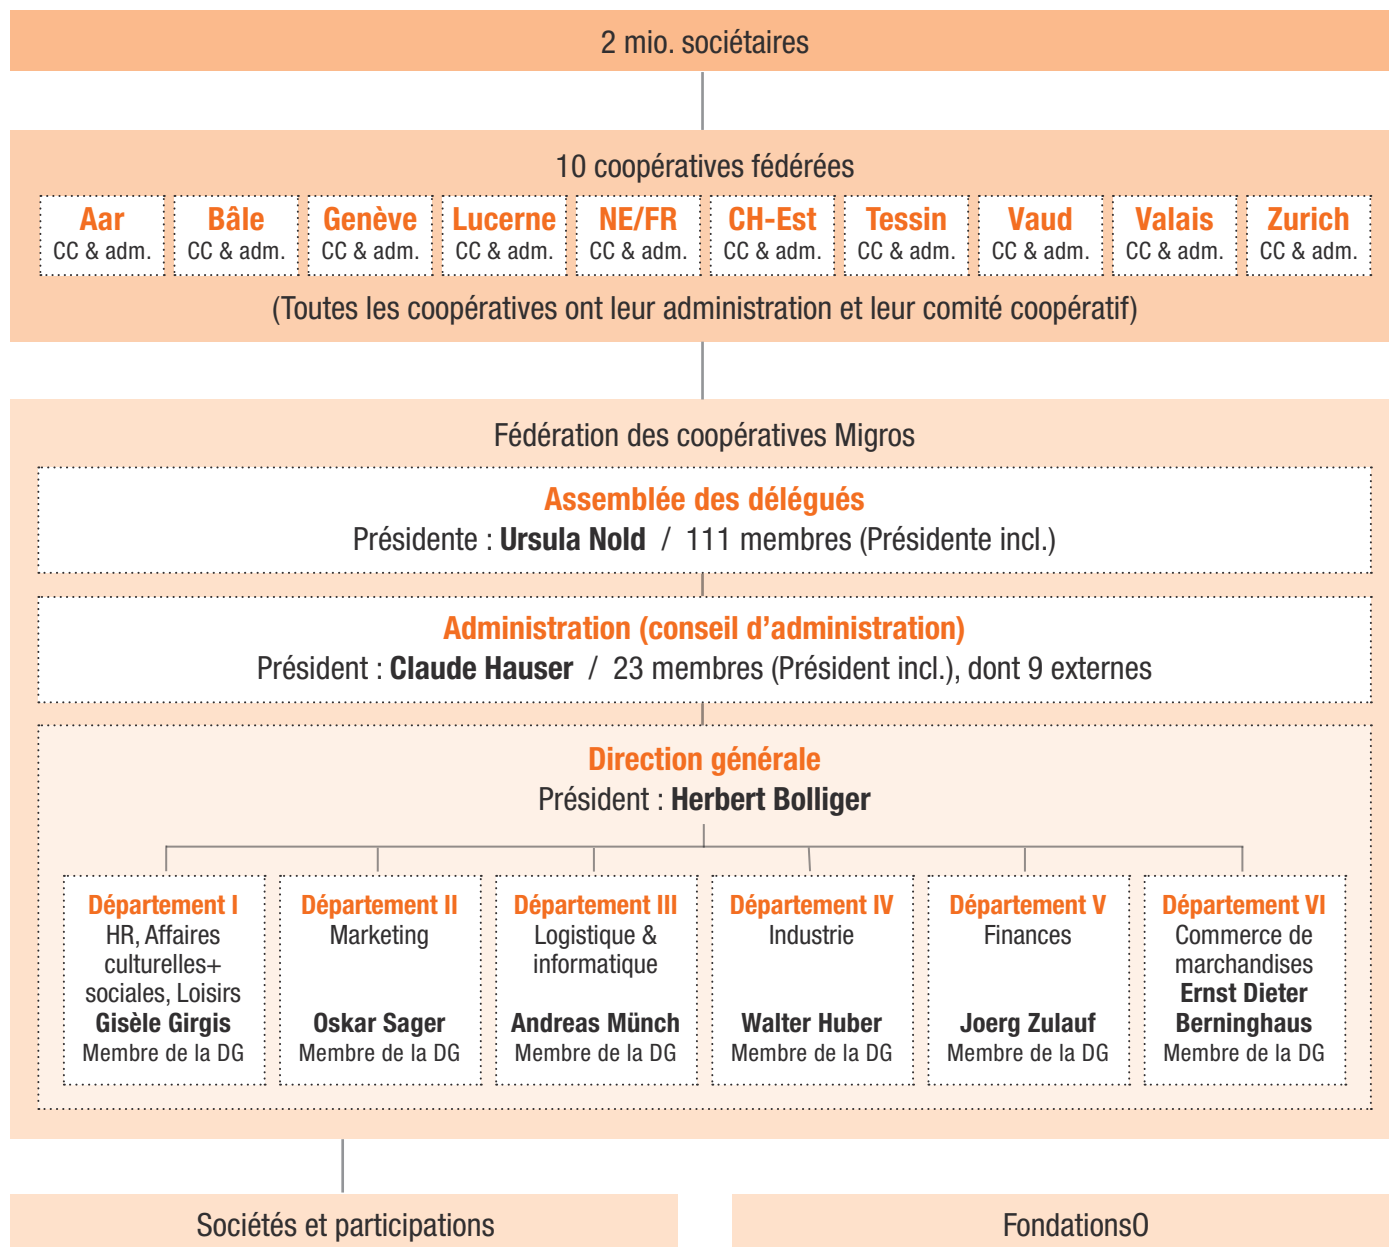 2 mio. sociétaires
10 coopératives fédérées
Aar
CC & adm.
Bâle
CC & adm.
Genève
CC & adm.
Lucerne
CC & adm.
NE/FR
CC & adm.
CH-Est
CC & adm.
Tessin
CC & adm.
Vaud
CC & adm.
Valais
CC & adm.
Zurich
CC & adm.
(Toutes les coopératives ont leur administration et leur comité coopératif)
Fédération des coopératives Migros
Assemblée des délégués
Présidente : Ursula Nold / 111 membres (Présidente incl.)
Administration (conseil d’administration)
Président : Claude Hauser / 23 membres (Président incl.), dont 9 externes
Direction générale
Président : Herbert Bolliger
Département I
HR, Affaires
culturelles+
sociales, Loisirs
Gisèle Girgis
Membre de la DG
Département II
Marketing
Oskar Sager
Membre de la DG
Département III
Logistique &
informatique
Andreas Münch
Membre de la DG
Département IV
Industrie
Walter Huber
Membre de la DG
Département V
Finances
Joerg Zulauf
Membre de la DG
Département VI
Commerce de
marchandises
Ernst Dieter
Berninghaus
Membre de la DG
Sociétés et participations
FondationsO